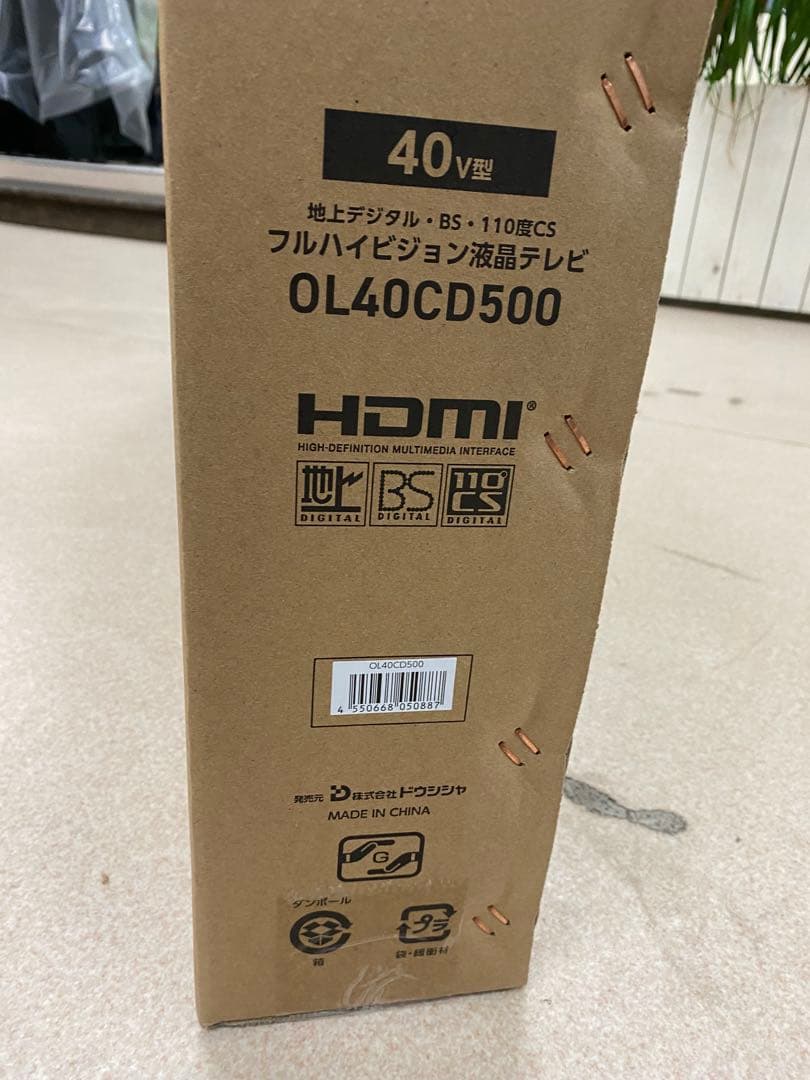 40V型
地上デジタル・BS・110度CS
フルハイビジョン液晶テレビ
OL40CD500
HDMI®
HIGH-DEFINITION MULTIMEDIA INTERFACE
地上 DIGITAL BS DIGITAL 110°CS DIGITAL
OL40CD500
4 550668 050887
発売元 D 株式会社ドウシシャ
MADE IN CHINA
G
ダンボール
プラ
箱 袋・緩衝材